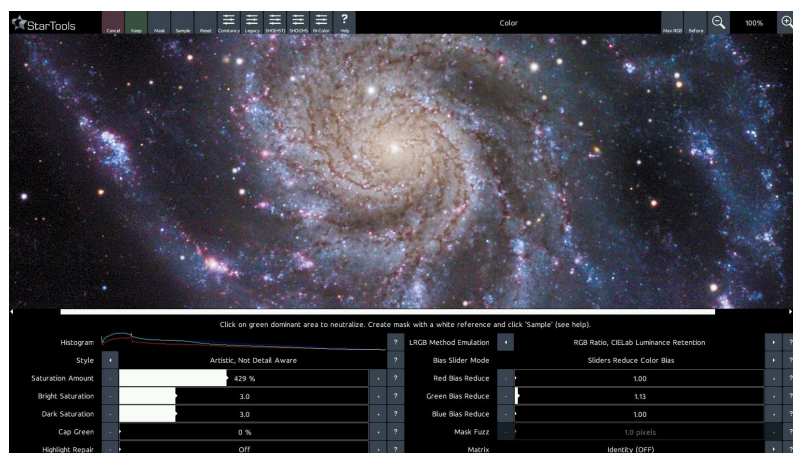 StarTools
Cancel Keep Mask Sample Reset Constancy Legacy SHO(HST) SHO:OHS Bi-Color ? Help
Color
Max RGB Before 100%
Click on green dominant area to neutralize. Create mask with a white reference and click 'Sample' (see help).
Histogram ? LRGB Method Emulation RGB Ratio, CIELab Luminance Retention ?
Style Artistic, Not Detail Aware ? Bias Slider Mode Sliders Reduce Color Bias ?
Saturation Amount 429 % ? Red Bias Reduce 1.00 ?
Bright Saturation 3.0 ? Green Bias Reduce 1.13 ?
Dark Saturation 3.0 ? Blue Bias Reduce 1.00 ?
Cap Green 0 % ? Mask Fuzz 1.0 pixels ?
Highlight Repair Off ? Matrix Identity (OFF) ?